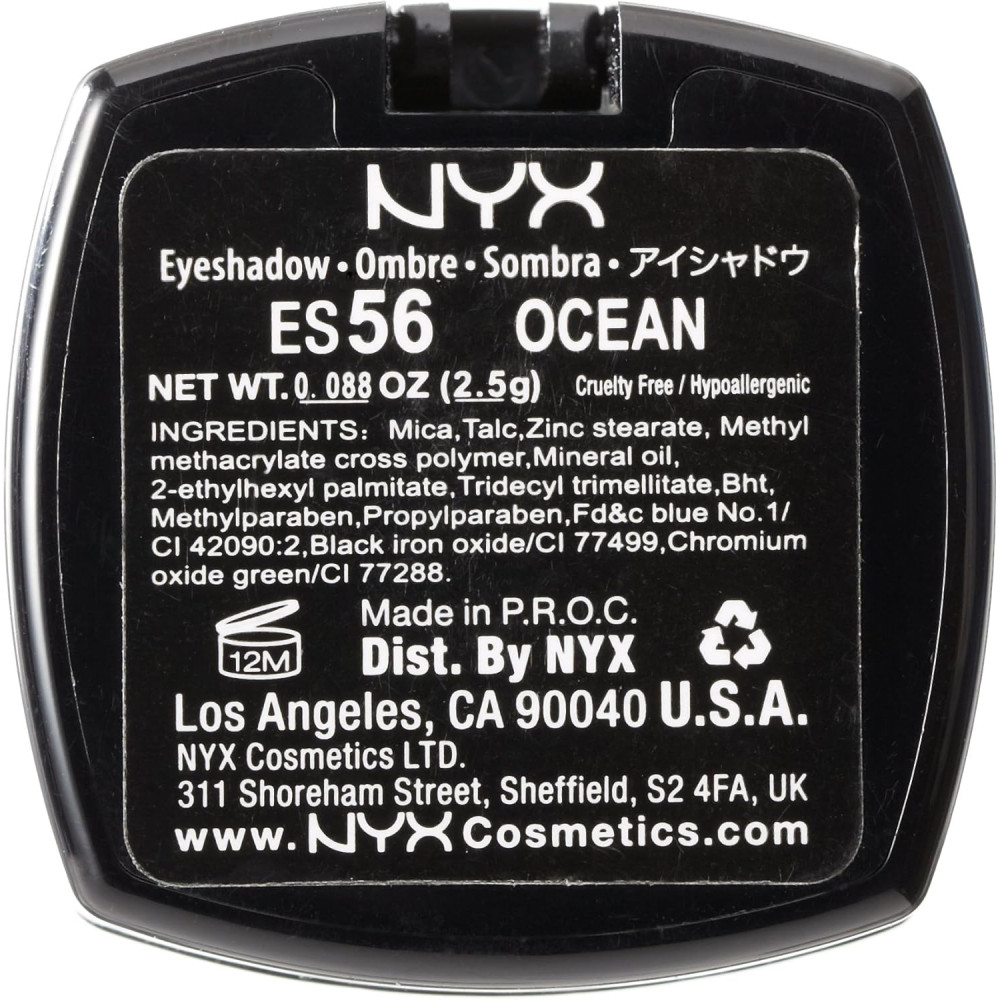 NYX
Eyeshadow • Ombre • Sombra • アイシャドウ
ES 56 OCEAN
NET WT. 0.088 OZ (2.5g) Cruelty Free / Hypoallergenic
INGREDIENTS: Mica,Talc,Zinc stearate, Methyl
methacrylate cross polymer,Mineral oil,
2-ethylhexyl palmitate,Tridecyl trimellitate,Bht,
Methylparaben,Propylparaben,Fd&c blue No.1/
CI 42090:2,Black iron oxide/CI 77499,Chromium
oxide green/CI 77288.
12M
Made in P.R.O.C.
Dist. By NYX
Los Angeles, CA 90040 U.S.A.
NYX Cosmetics LTD.
311 Shoreham Street, Sheffield, S2 4FA, UK
www.NYXCosmetics.com